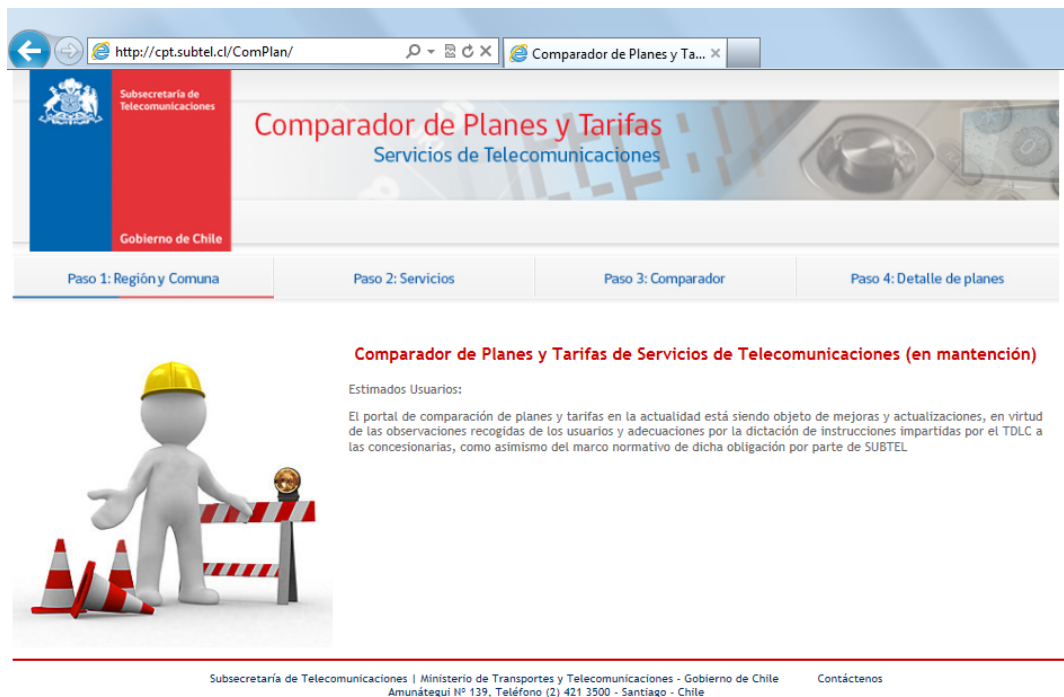 http://cpt.subtel.cl/ComPlan/
Comparador de Planes y Ta...
Subsecretaría de
Telecomunicaciones
Comparador de Planes y Tarifas
Servicios de Telecomunicaciones
Gobierno de Chile
Paso 1: Región y Comuna
Paso 2: Servicios
Paso 3: Comparador
Paso 4: Detalle de planes
Comparador de Planes y Tarifas de Servicios de Telecomunicaciones (en mantención)
Estimados Usuarios:
El portal de comparación de planes y tarifas en la actualidad está siendo objeto de mejoras y actualizaciones, en virtud
de las observaciones recogidas de los usuarios y adecuaciones por la dictación de instrucciones impartidas por el TDLC a
las concesionarias, como asimismo del marco normativo de dicha obligación por parte de SUBTEL
Subsecretaría de Telecomunicaciones | Ministerio de Transportes y Telecomunicaciones - Gobierno de Chile
Contáctenos
Amunátegui Nº 139, Teléfono (2) 421 3500 - Santiago - Chile